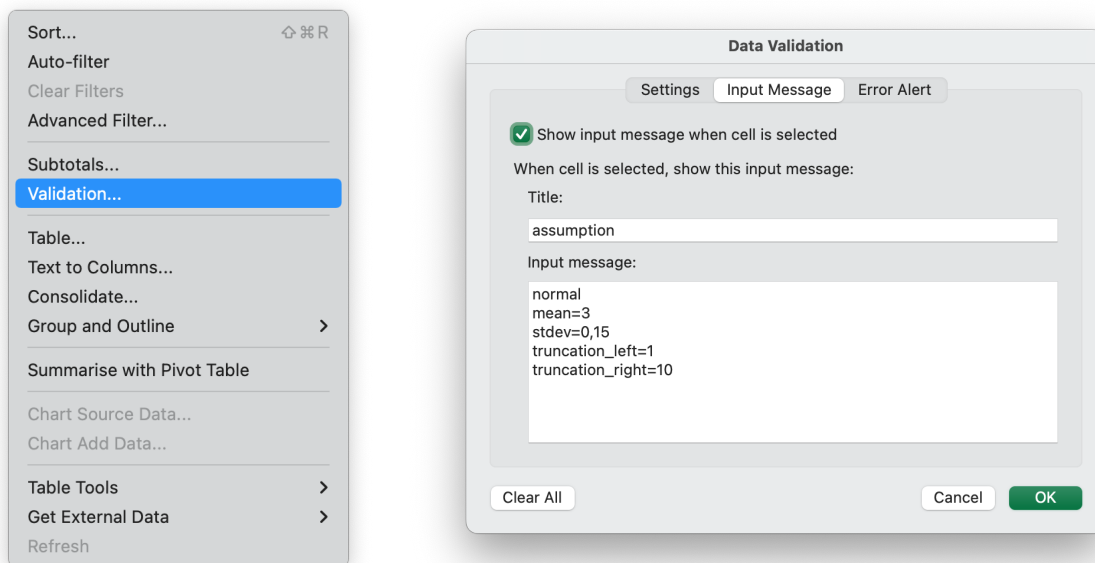 Sort... ⇧⌘R
Auto-filter
Clear Filters
Advanced Filter...
Subtotals...
Validation...
Table...
Text to Columns...
Consolidate...
Group and Outline
Summarise with Pivot Table
Chart Source Data...
Chart Add Data...
Table Tools
Get External Data
Refresh
Data Validation
Settings Input Message Error Alert
Show input message when cell is selected
When cell is selected, show this input message:
Title:
assumption
Input message:
normal
mean=3
stdev=0,15
truncation_left=1
truncation_right=10
Clear All Cancel OK